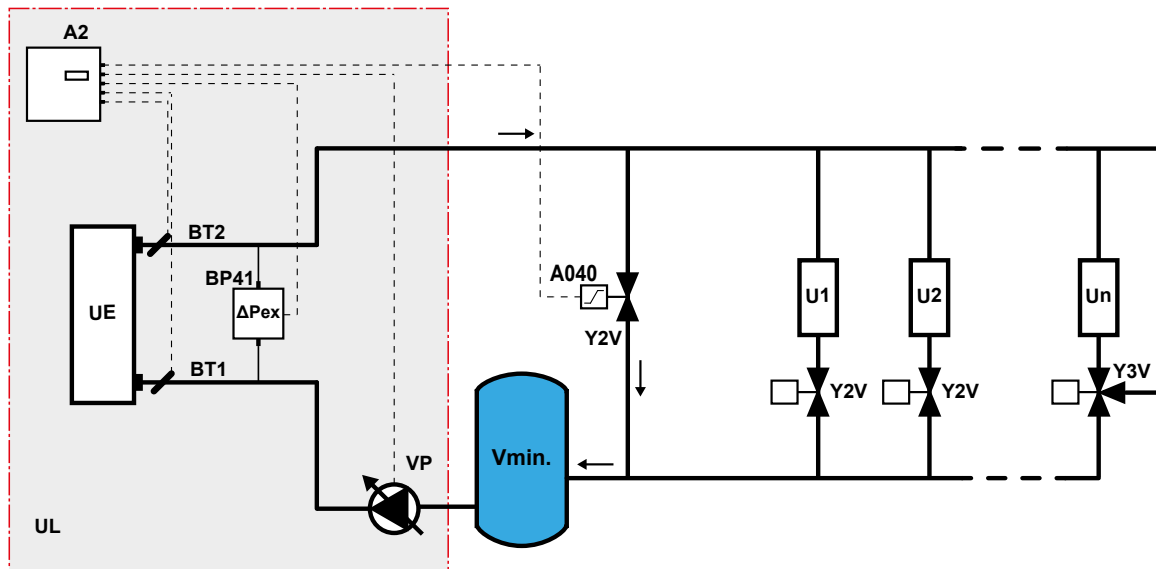 A2
BT2
BP41
A040
U1
U2
Un
UE
ΔPex
Y2V
BT1
Y3V
Y2V
Y2V
VP
Vmin.
UL